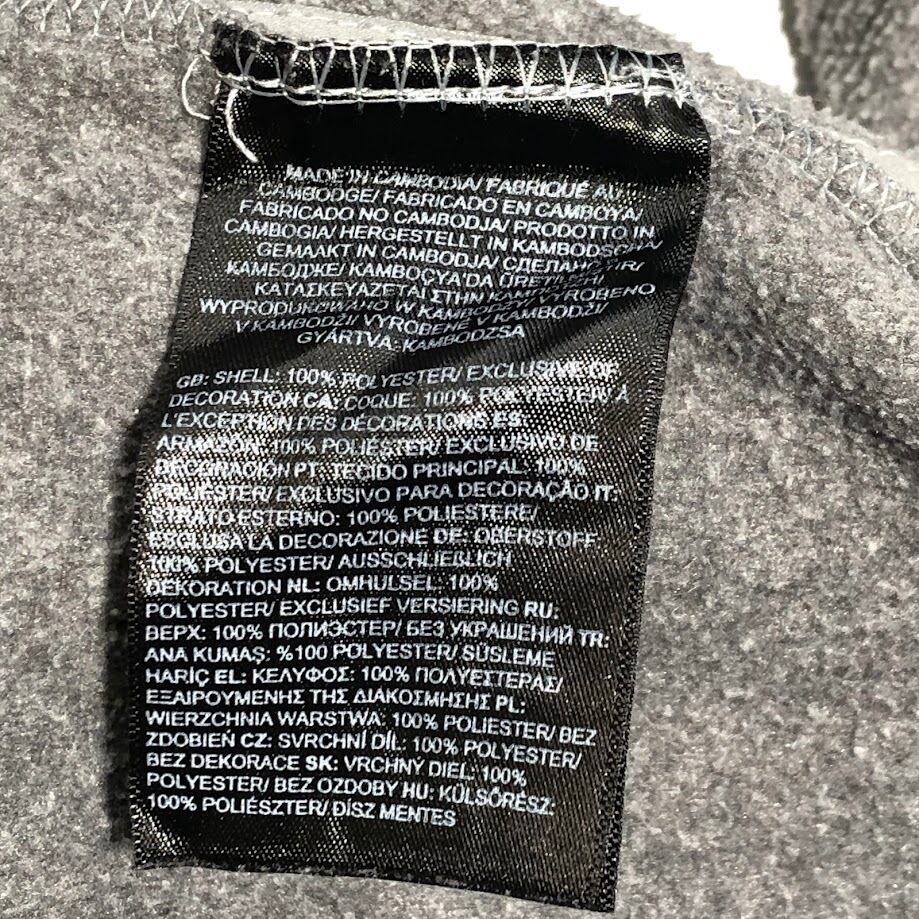 MADE IN CAMBODIA/ FABRIQUÉ AU
CAMBODGE/ FABRICADO EN CAMBOYA/
FABRICADO NO CAMBODJA/ PRODOTTO IN
CAMBOGIA/ HERGESTELLT IN KAMBODSCHA/
GEMAAKT IN CAMBODJA/ СДЕЛАНО
КАМБОДЖЕ/ KAMBOÇYA'DA ÜRETİLMİŞTİR/
ΚΑΤΑΣΚΕΥΑΖΕΤΑΙ ΣΤΗΝ
WYPRODUKOWANO W KAMBODŻY/ VYROBENO
V KAMBODŽI/ VYROBENÉ V KAMBODŽI/
GYÁRTVA: KAMBODZSA
GB: SHELL: 100% POLYESTER/ EXCLUSIVE OF
DECORATION CA: COQUE: 100% POLYESTER/ À
L'EXCEPTION DES DÉCORATIONS ES:
ARMAZÓN: 100% POLIÉSTER/ EXCLUSIVO DE
DECORACIÓN PT: TECIDO PRINCIPAL: 100%
POLIÉSTER/ EXCLUSIVO PARA DECORAÇÃO IT:
STRATO ESTERNO: 100% POLIESTERE/
ESCLUSA LA DECORAZIONE DE: OBERSTOFF:
100% POLYESTER/ AUSSCHLIEßLICH
DEKORATION NL: OMHULSEL: 100%
POLYESTER/ EXCLUSIEF VERSIERING RU:
ВЕРХ: 100% ПОЛИЭСТЕР/ БЕЗ УКРАШЕНИЙ TR:
ANA KUMAŞ: %100 POLYESTER/ SÜSLEME
HARİÇ EL: ΚΕΛΥΦΟΣ: 100% ΠΟΛΥΕΣΤΕΡΑΣ/
ΕΞΑΙΡΟΥΜΕΝΗΣ ΤΗΣ ΔΙΑΚΟΣΜΗΣΗΣ PL:
WIERZCHNIA WARSTWA: 100% POLIESTER/ BEZ
ZDOBIEŃ CZ: SVRCHNÍ DÍL: 100% POLYESTER/
BEZ DEKORACE SK: VRCHNÝ DIEL: 100%
POLYESTER/ BEZ OZDOBY HU: KÜLSŐRÉSZ:
100% POLIÉSZTER/ DÍSZ MENTES